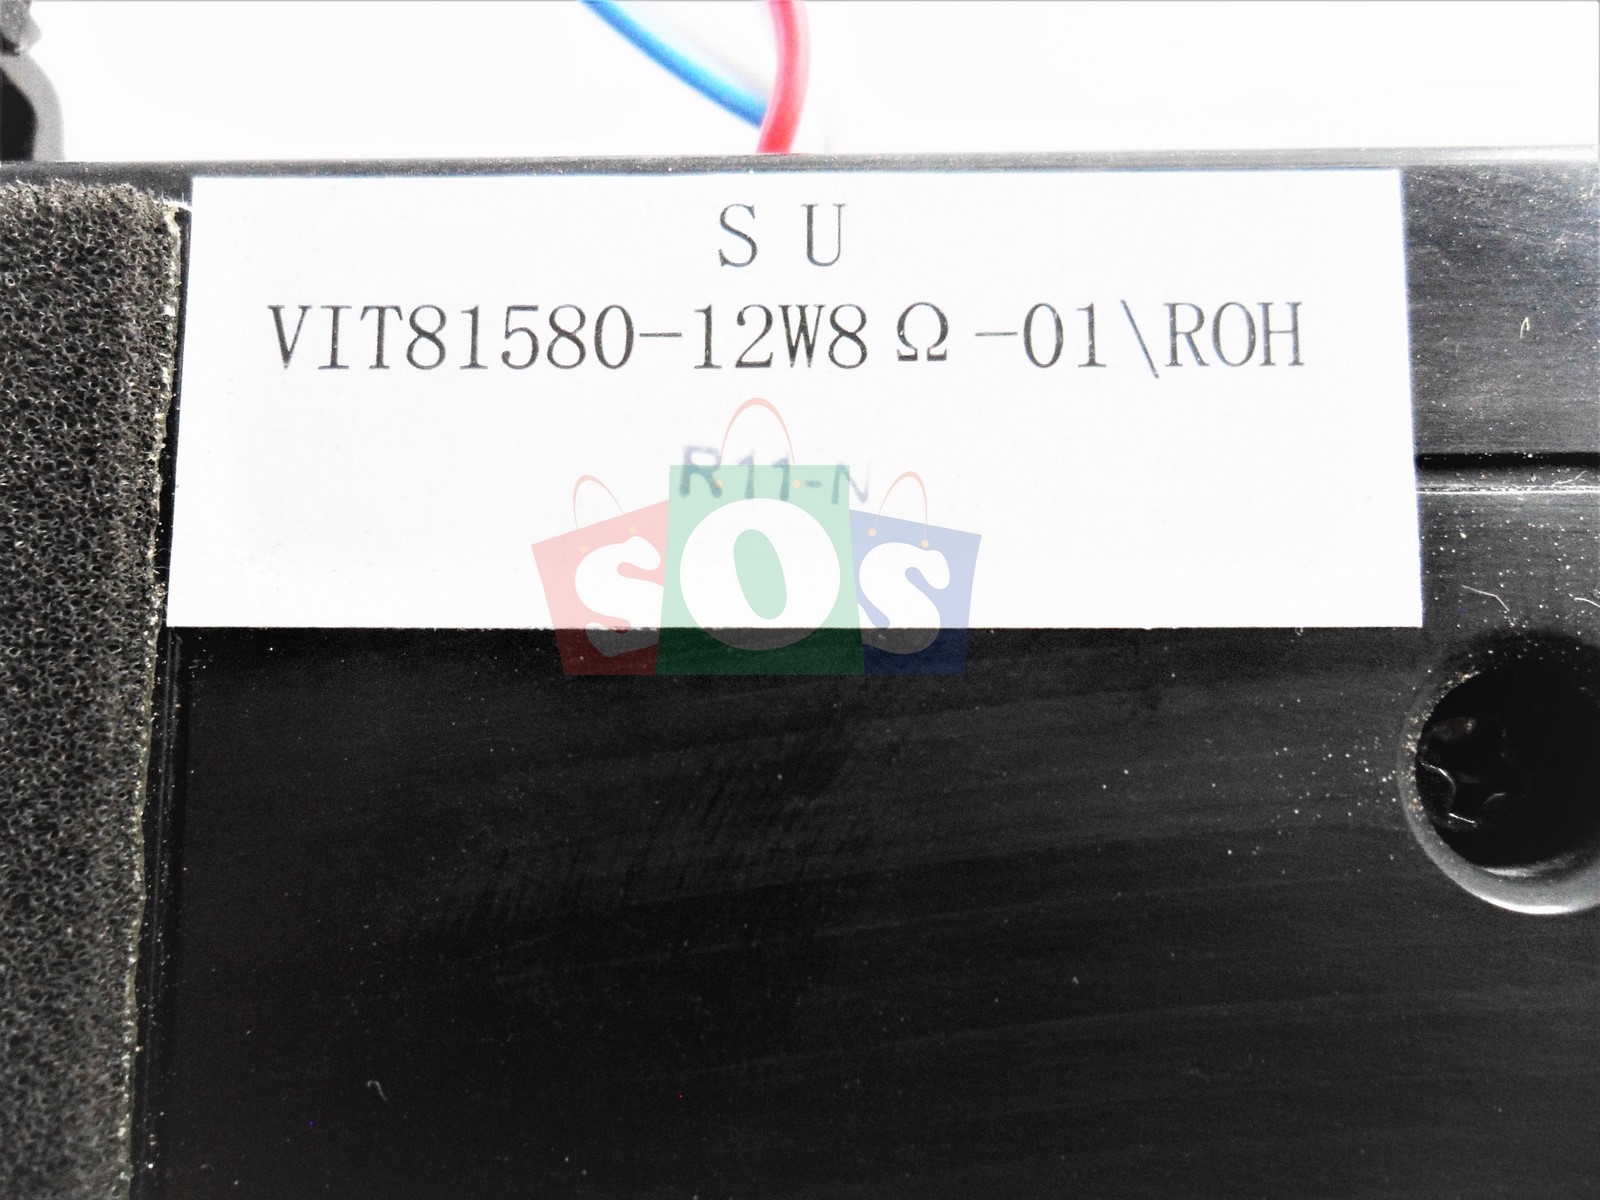 S U
VIT81580-12W8Ω-01\ROH
R11-N
SOS